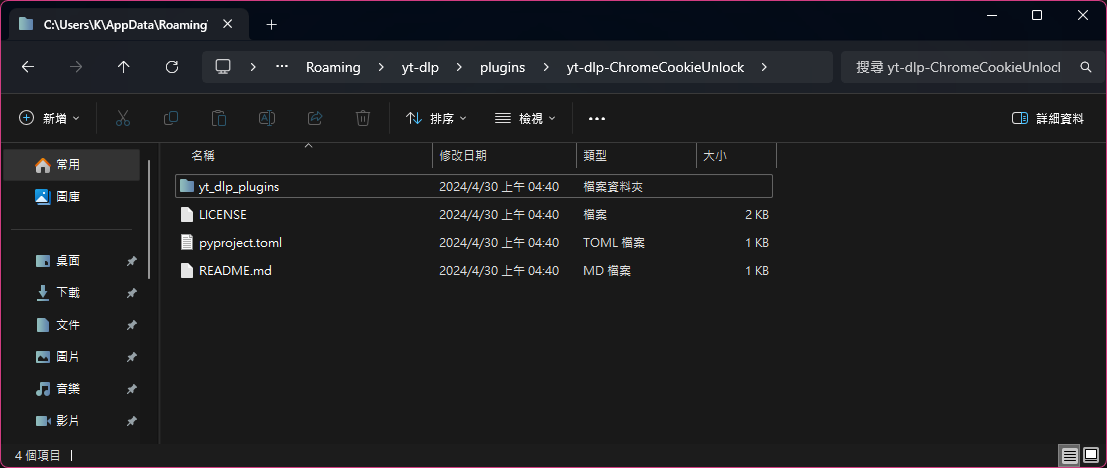 C:\Users\K\AppData\Roaming\
Roaming yt-dlp plugins yt-dlp-ChromeCookieUnlock 搜尋 yt-dlp-ChromeCookieUnlocl
新增 排序 檢視 詳細資料
名稱 修改日期 類型 大小
常用
圖庫
桌面
下載
文件
圖片
音樂
影片
yt_dlp_plugins 2024/4/30 上午 04:40 檔案資料夾
LICENSE 2024/4/30 上午 04:40 檔案 2 KB
pyproject.toml 2024/4/30 上午 04:40 TOML 檔案 1 KB
README.md 2024/4/30 上午 04:40 MD 檔案 1 KB
4 個項目